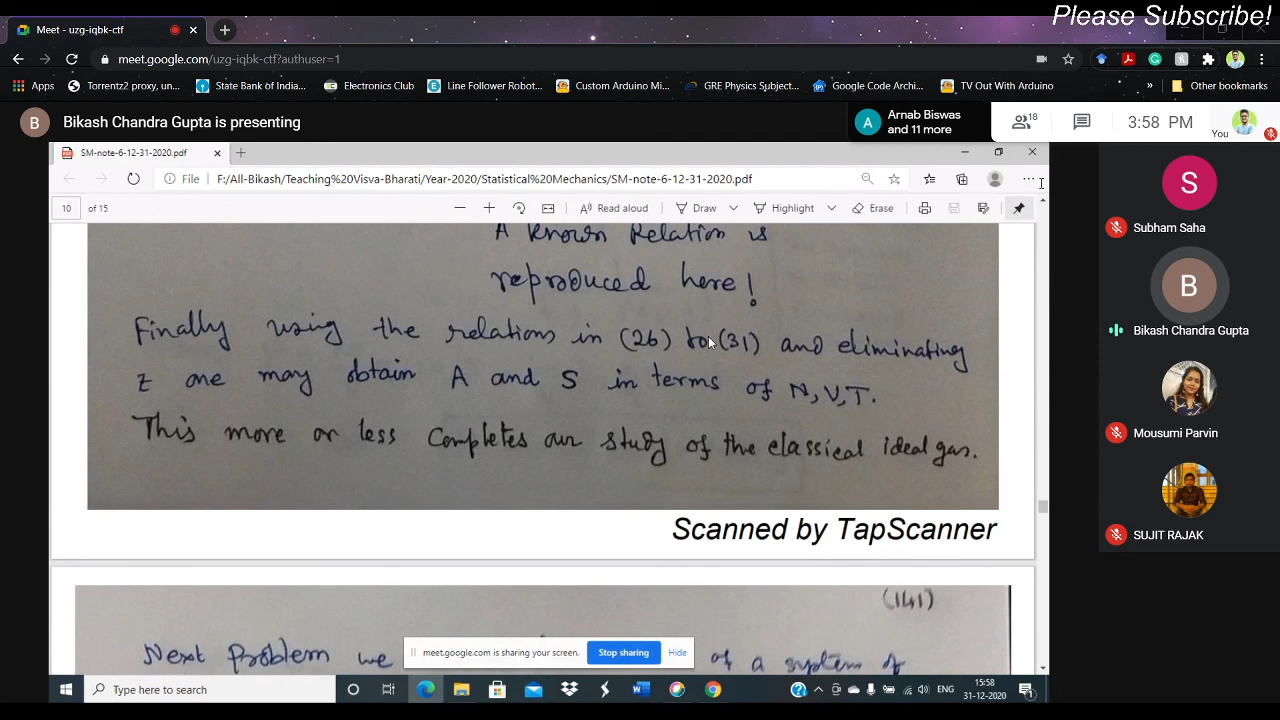 Please Subscribe!
Meet - uzg-iqbk-ctf
meet.google.com/uzg-iqbk-ctf?authuser=1
Apps Torrentz2 proxy, un... State Bank of India... Electronics Club Line Follower Robot... Custom Arduino Mi... GRE Physics Subject... Google Code Archi... TV Out With Arduino » Other bookmarks
B Bikash Chandra Gupta is presenting
A Arnab Biswas and 11 more
18
3:58 PM
You
SM-note-6-12-31-2020.pdf
File F:/All-Bikash/Teaching%20Visva-Bharati/Year-2020/Statistical%20Mechanics/SM-note-6-12-31-2020.pdf
10 of 15 Read aloud Draw Highlight Erase
A known Relation is
reproduced here!
Finally using the relations in (26) to (31) and eliminating
z one may obtain A and S in terms of N, V, T.
This more or less completes our study of the classical ideal gas.
Scanned by TapScanner
(141)
Next Problem we of a system of
meet.google.com is sharing your screen. Stop sharing Hide
S
Subham Saha
B
Bikash Chandra Gupta
Mousumi Parvin
SUJIT RAJAK
Type here to search
ENG
15:58
31-12-2020